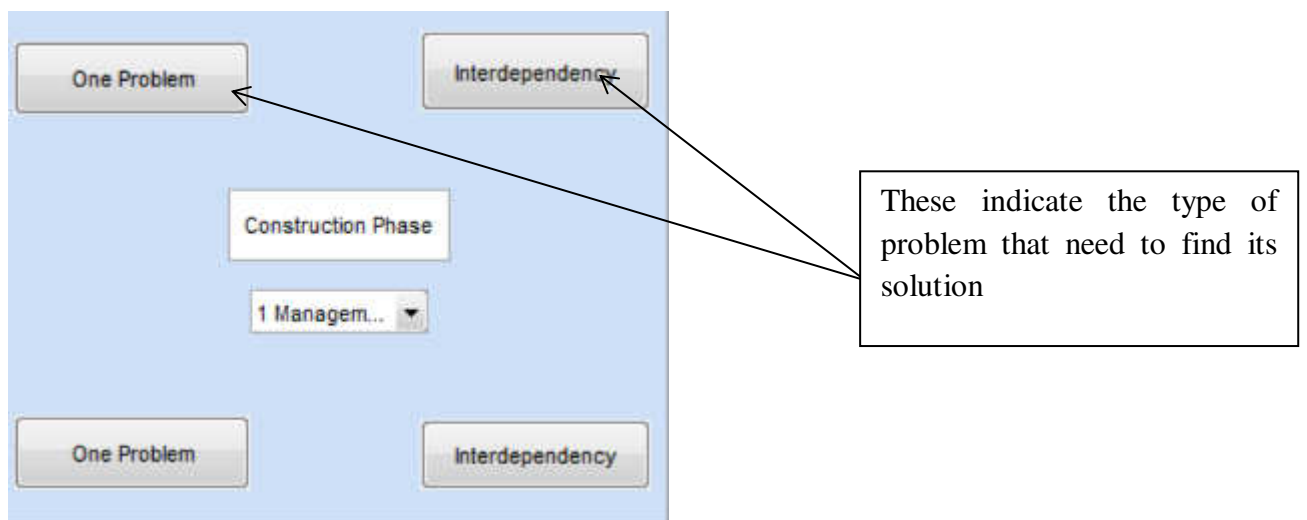 One Problem
Interdependency
These indicate the type of
problem that need to find its
solution
Construction Phase
1 Managem...
One Problem
Interdependency